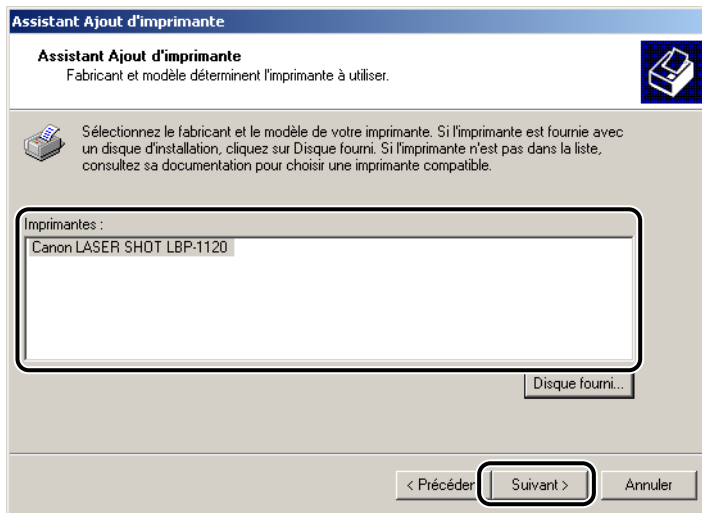 Assistant Ajout d'imprimante
Assistant Ajout d'imprimante
Fabricant et modèle déterminent l'imprimante à utiliser.
Sélectionnez le fabricant et le modèle de votre imprimante. Si l'imprimante est fournie avec
un disque d'installation, cliquez sur Disque fourni. Si l'imprimante n'est pas dans la liste,
consultez sa documentation pour choisir une imprimante compatible.
Imprimantes :
Canon LASER SHOT LBP-1120
Disque fourni...
< Précéden
Suivant >
Annuler